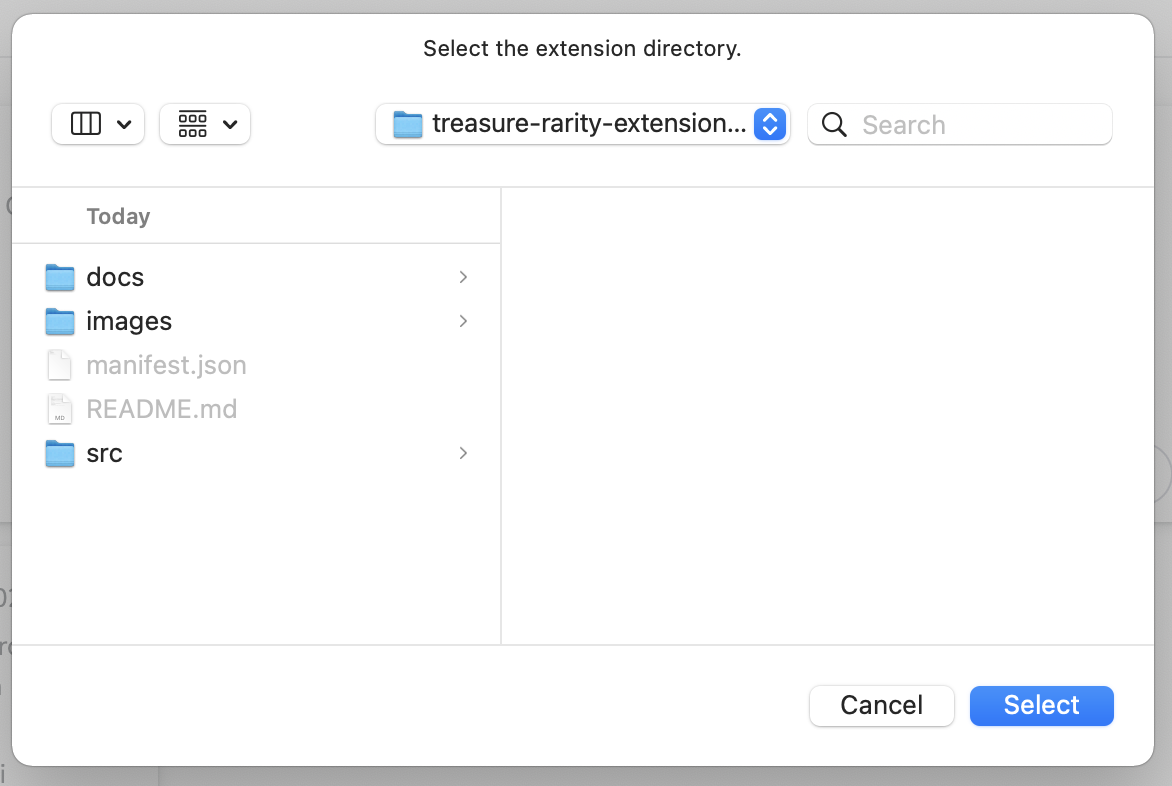 Select the extension directory.
treasure-rarity-extension...
Search
Today
docs
images
manifest.json
README.md
MD
src
Cancel
Select